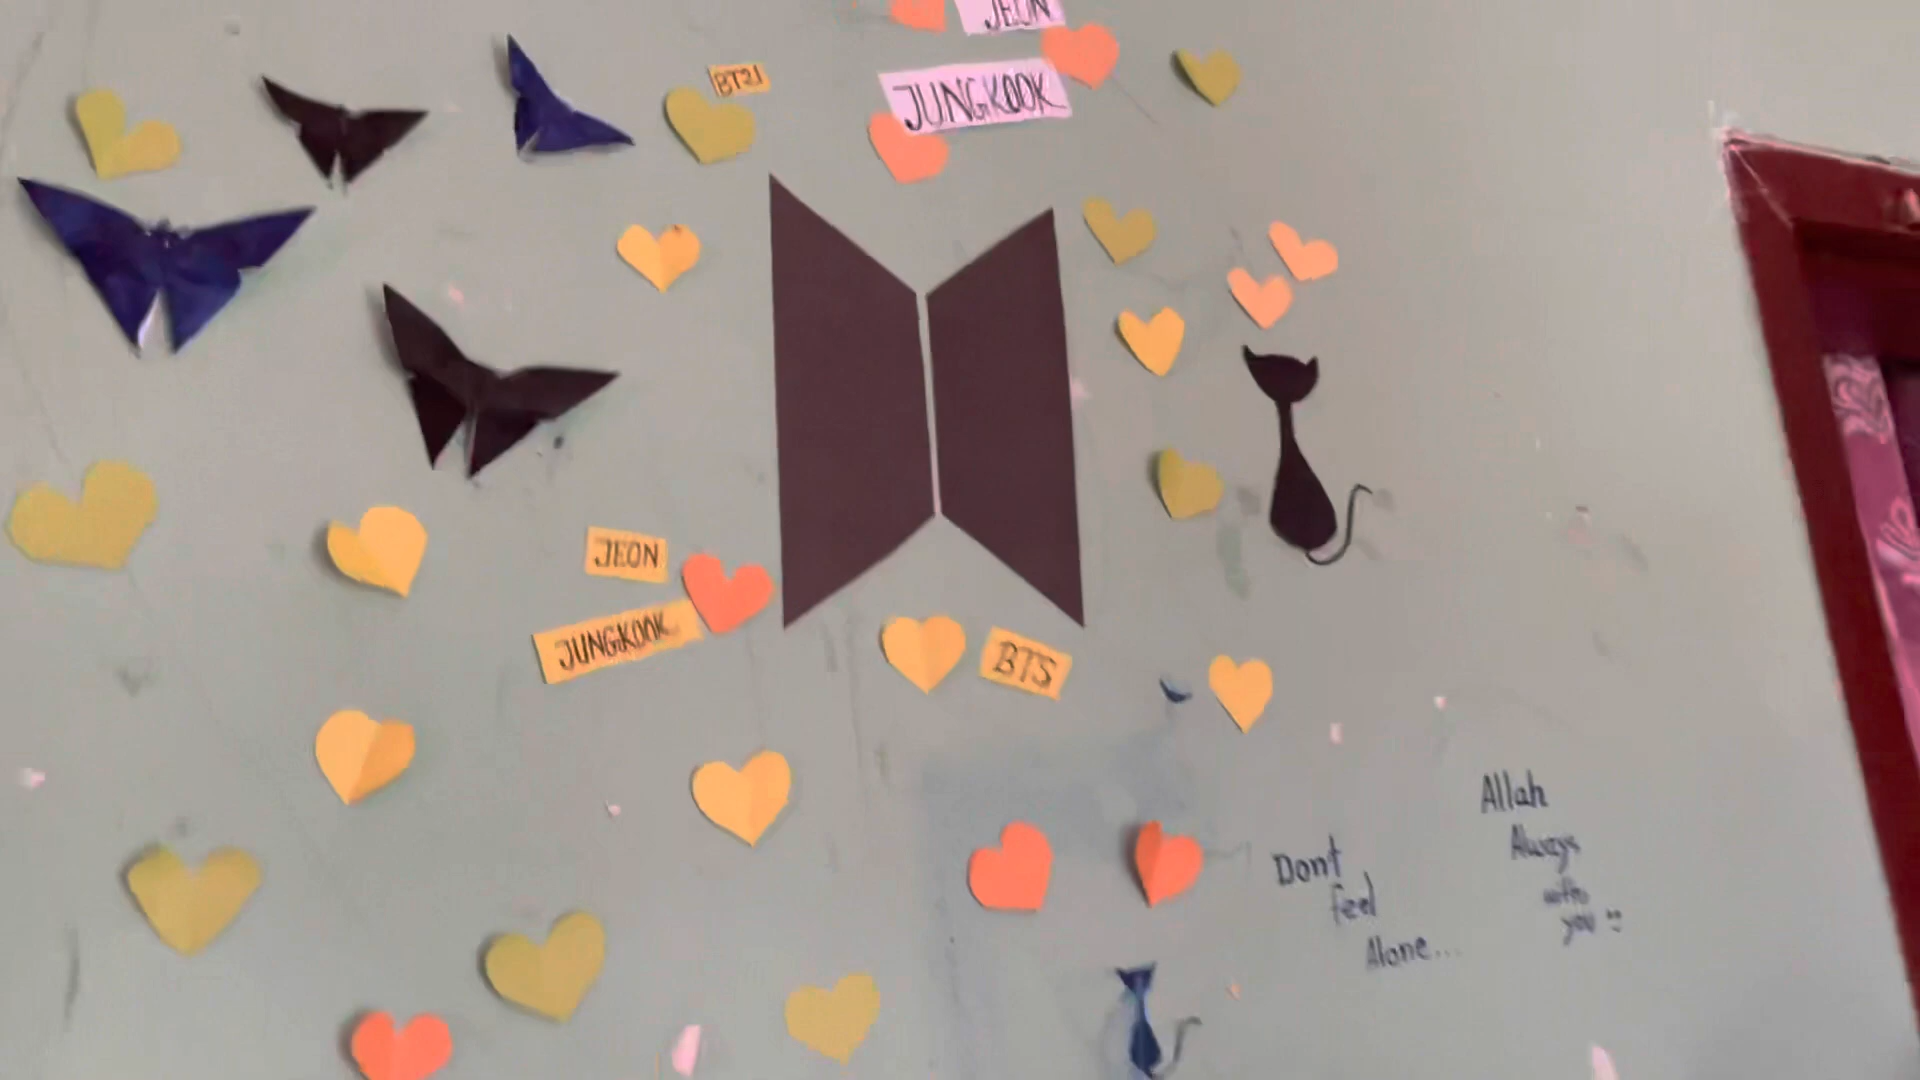 JEON
JUNGKOOK
BT21
JEON
JUNGKOOK
BTS
Dont
feel
Alone...
Allah
Always
with
you :)